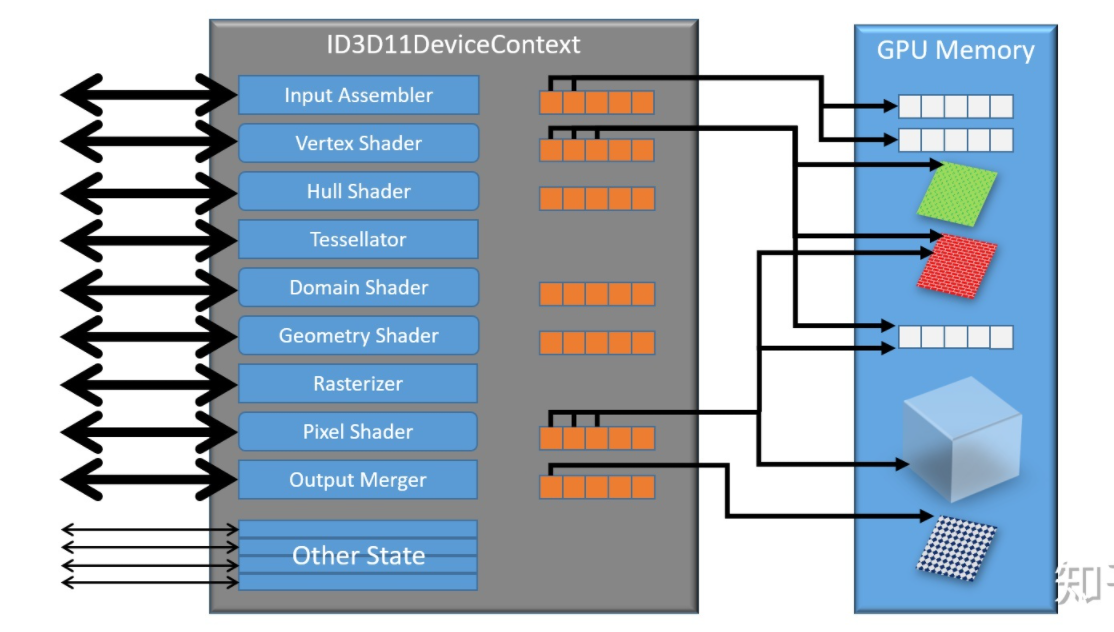 ID3D11DeviceContext
GPU Memory
Input Assembler
Vertex Shader
Hull Shader
Tessellator
Domain Shader
Geometry Shader
Rasterizer
Pixel Shader
Output Merger
Other State
知